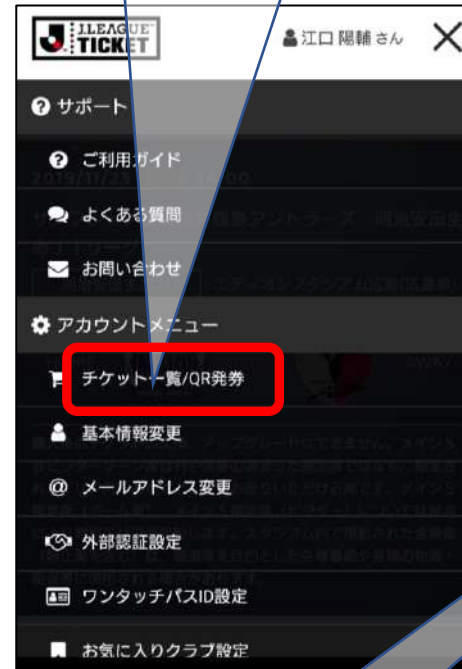 J.LEAGUE
TICKET
江口 陽輔 さん
サポート
ご利用ガイド
2019/11/23
よくある質問
お問い合わせ
アカウントメニュー
チケット一覧/QR発券
基本情報変更
@ メールアドレス変更
外部認証設定
ワンタッチパスID設定
お気に入りクラブ設定